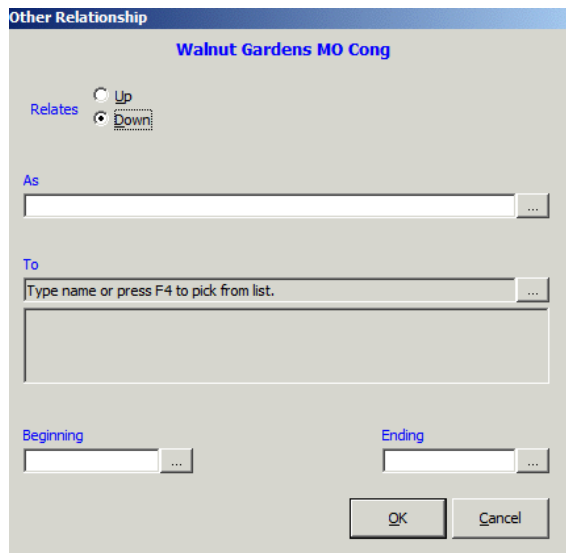 Other Relationship
Walnut Gardens MO Cong
Relates
Up
Down
As
...
To
Type name or press F4 to pick from list.
...
Beginning
Ending
...
...
OK
Cancel